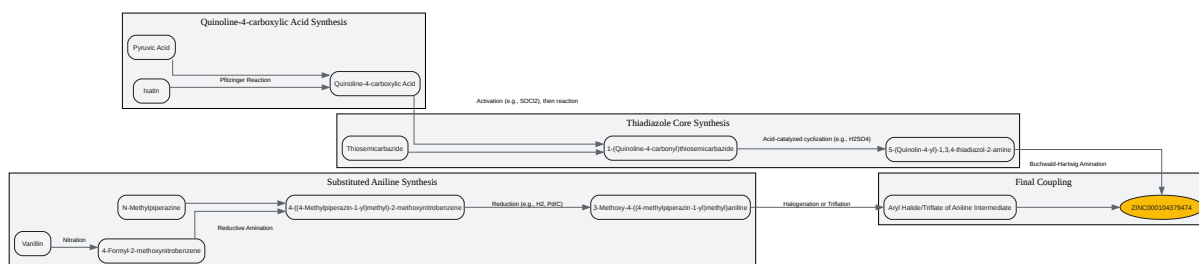 Quinoline-4-carboxylic Acid Synthesis
Pyruvic Acid
Isatin
Pfitzinger Reaction
Quinoline-4-carboxylic Acid
Activation (e.g., SOCl2), then reaction
Thiadiazole Core Synthesis
Thiosemicarbazide
1-(Quinoline-4-carbonyl)thiosemicarbazide
Acid-catalyzed cyclization (e.g., H2SO4)
5-(Quinolin-4-yl)-1,3,4-thiadiazol-2-amine
Buchwald-Hartwig Amination
Substituted Aniline Synthesis
N-Methylpiperazine
Vanillin
Nitration
4-Formyl-2-methoxynitrobenzene
Reductive Amination
4-((4-Methylpiperazin-1-yl)methyl)-2-methoxynitrobenzene
Reduction (e.g., H2, Pd/C)
3-Methoxy-4-((4-methylpiperazin-1-yl)methyl)aniline
Halogenation or Triflation
Final Coupling
Aryl Halide/Triflate of Aniline Intermediate
ZINC000104379474